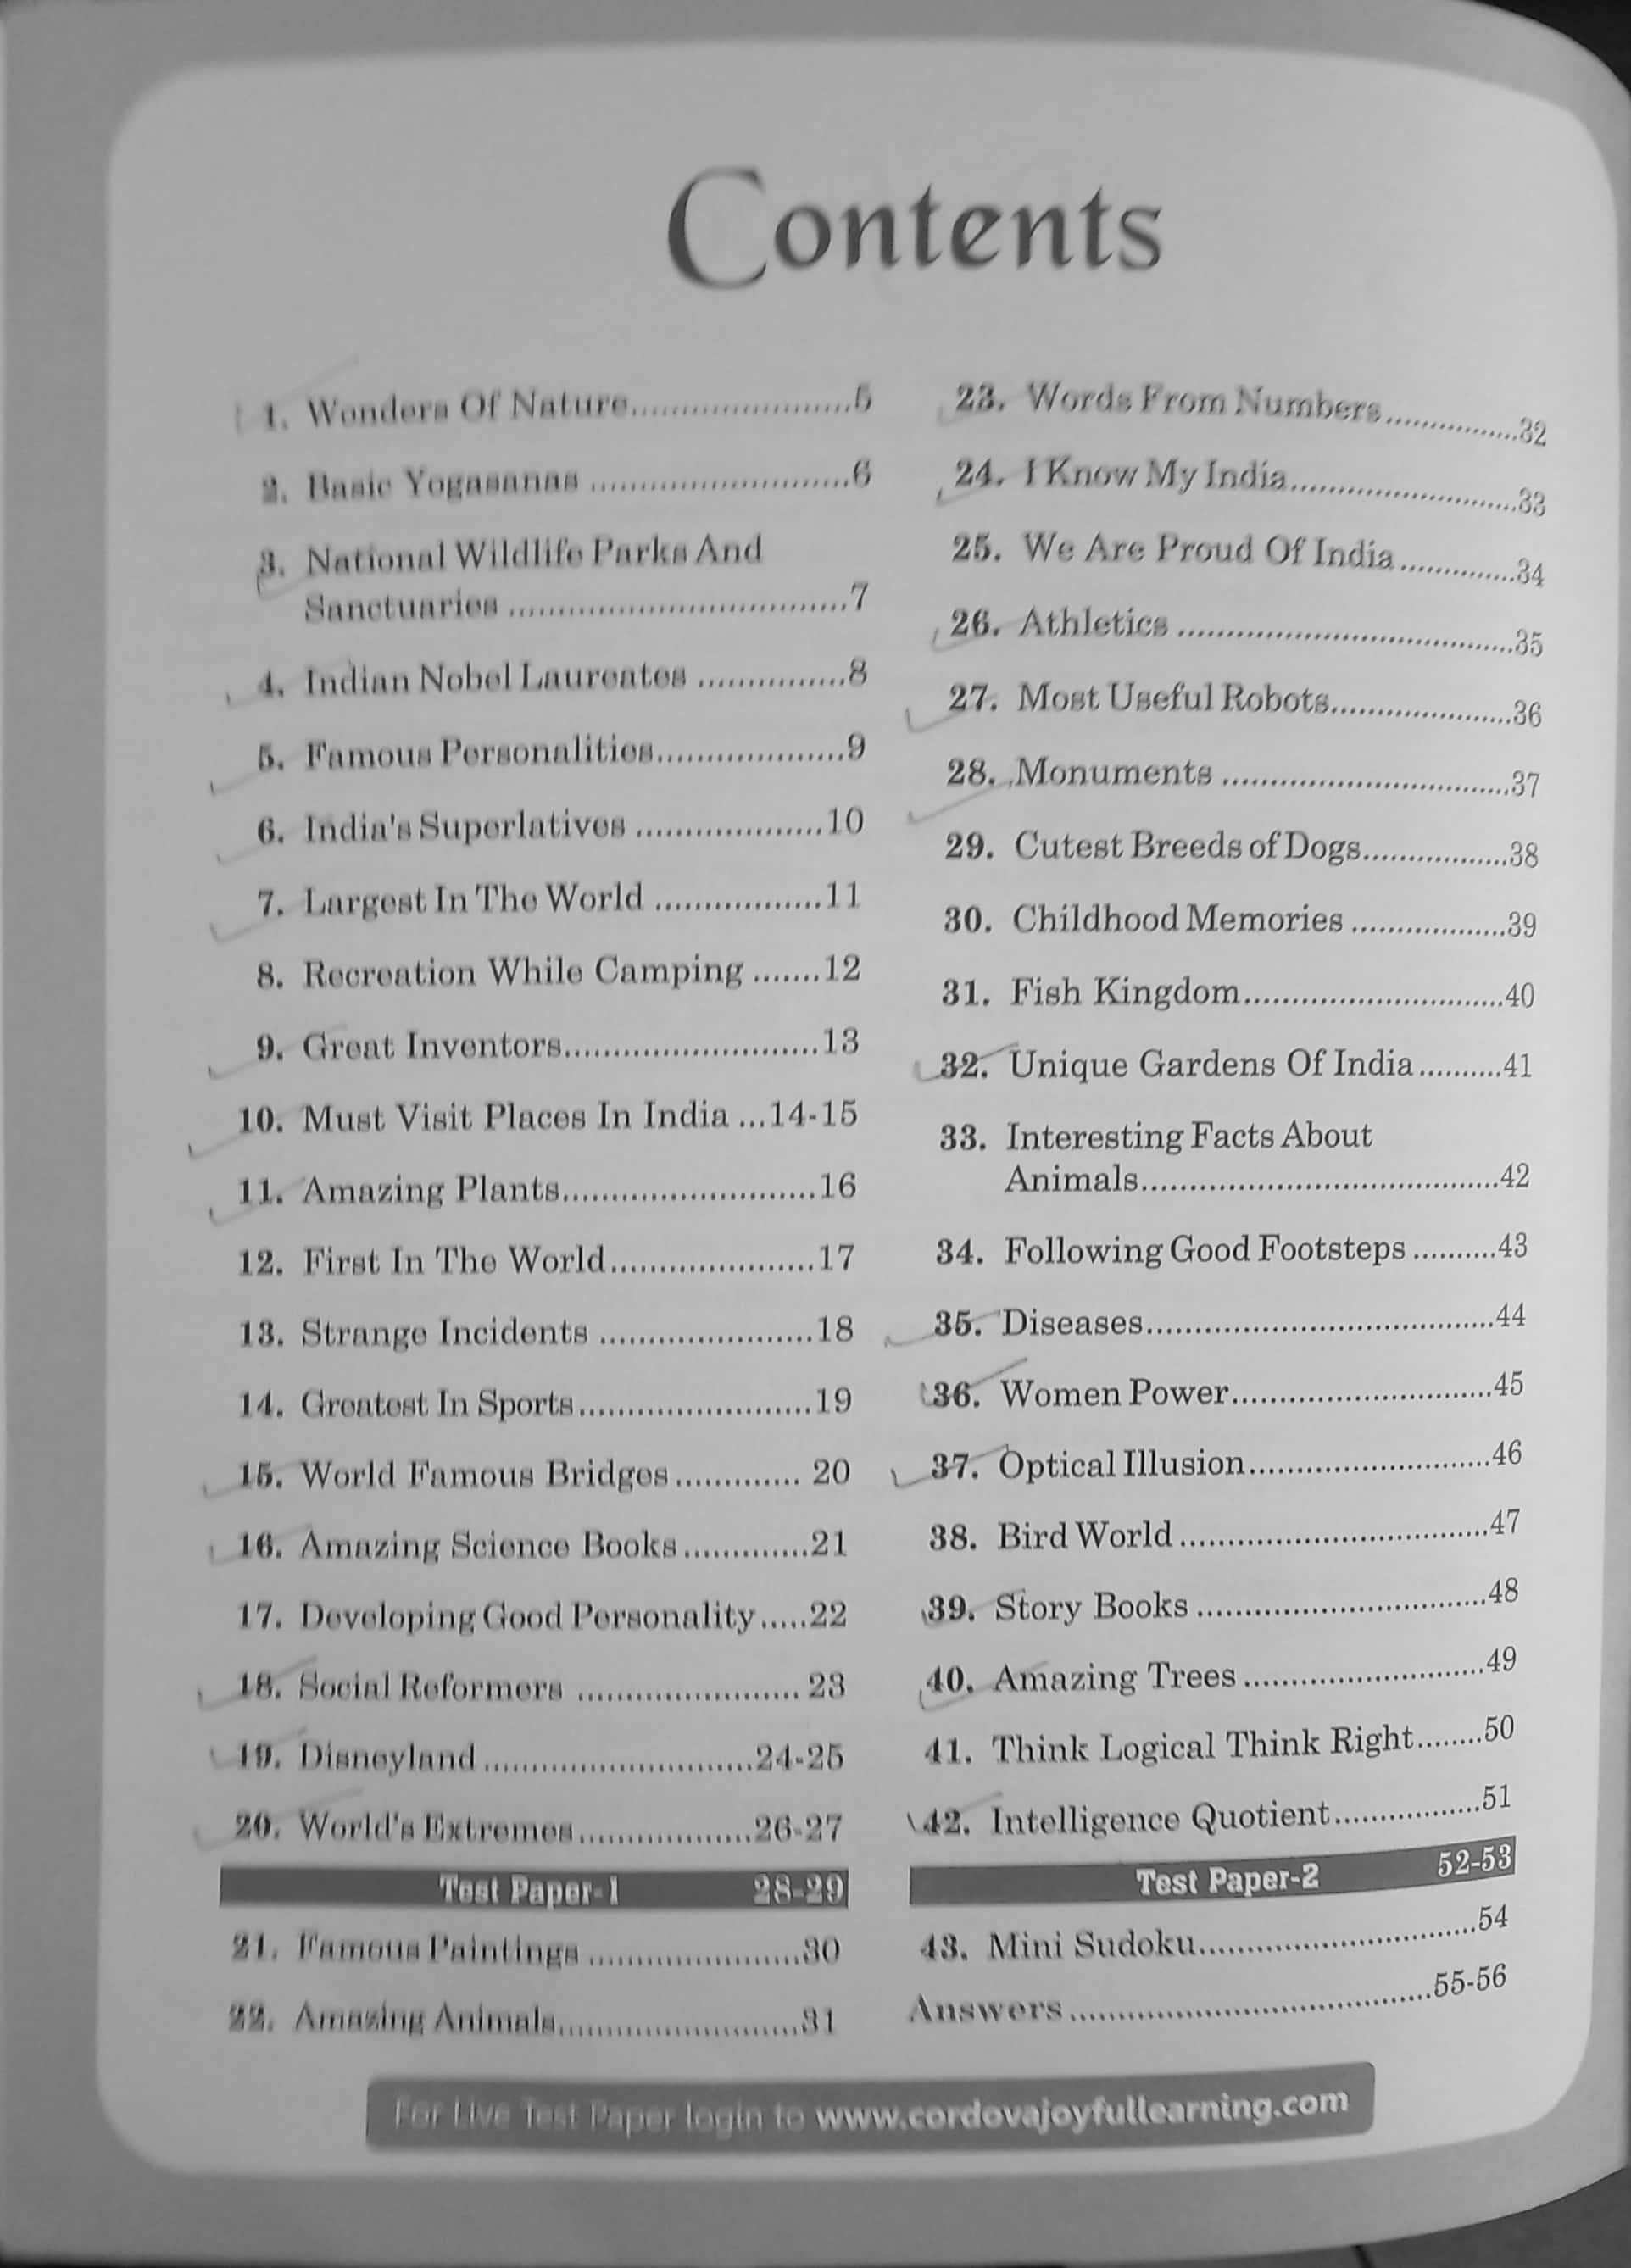 Contents
1. Wonders Of Nature......................5
2. Basic Yogasanas ..........................6
3. National Wildlife Parks And
Sanctuaries ..................................7
4. Indian Nobel Laureates ...............8
5. Famous Personalities...................9
6. India's Superlatives ...................10
7. Largest In The World .................11
8. Recreation While Camping .......12
9. Great Inventors..........................13
10. Must Visit Places In India ...14-15
11. Amazing Plants..........................16
12. First In The World.....................17
13. Strange Incidents ......................18
14. Greatest In Sports........................19
15. World Famous Bridges............. 20
16. Amazing Science Books.............21
17. Developing Good Personality.....22
18. Social Reformers ....................... 23
19. Disneyland ............................24-25
20. World's Extremes..................26-27
Test Paper-1 28-29
21. Famous Paintings ......................30
22. Amazing Animals.........................31
23. Words From Numbers...............32
24. I Know My India........................33
25. We Are Proud Of India ............34
26. Athletics ..................................35
27. Most Useful Robots...................36
28. Monuments ..............................37
29. Cutest Breeds of Dogs...............38
30. Childhood Memories ................39
31. Fish Kingdom...........................40
32. Unique Gardens Of India ..........41
33. Interesting Facts About
Animals.....................................42
34. Following Good Footsteps ..........43
35. Diseases....................................44
36. Women Power...........................45
37. Optical Illusion.........................46
38. Bird World ................................47
39. Story Books ..............................48
40. Amazing Trees .........................49
41. Think Logical Think Right........50
42. Intelligence Quotient.................51
Test Paper-2 52-53
43. Mini Sudoku.............................54
Answers .....................................55-56
For Live Test Paper login to www.cordovajoyfullearning.com